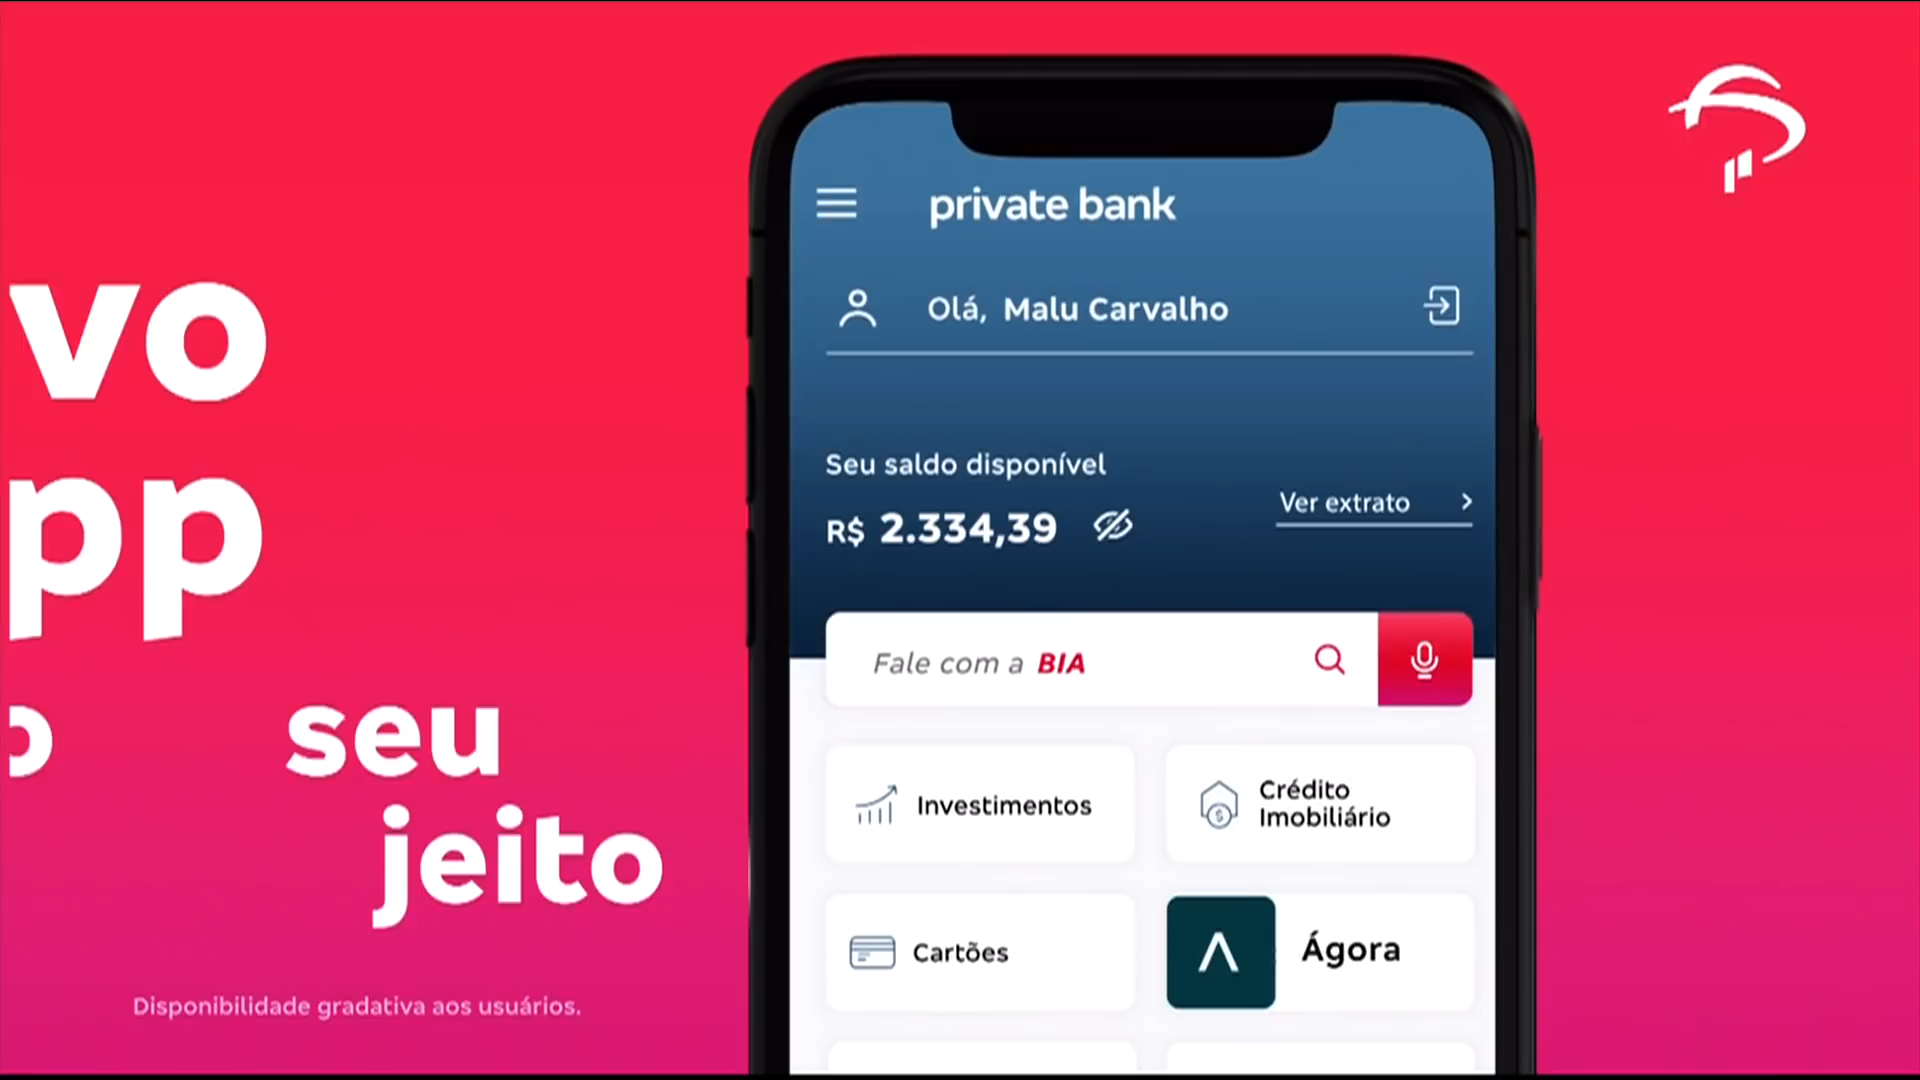 vo
pp
o seu
jeito
Disponibilidade gradativa aos usuários.
private bank
Olá, Malu Carvalho
Seu saldo disponível
R$ 2.334,39
Ver extrato >
Fale com a BIA
Investimentos
Crédito
Imobiliário
Cartões
Ágora